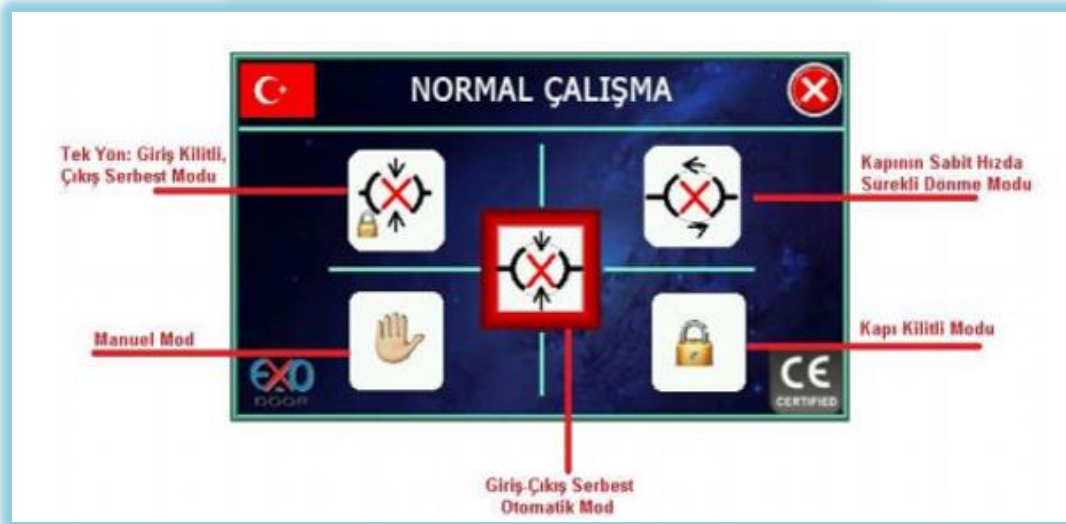 NORMAL ÇALIŞMA
Tek Yön: Giriş Kilitli,
Çıkış Serbest Modu
Kapının Sabit Hızda
Sürekli Dönme Modu
Manuel Mod
Kapı Kilitli Modu
EXO
DOOR
CE
CERTIFIED
Giriş-Çıkış Serbest
Otomatik Mod